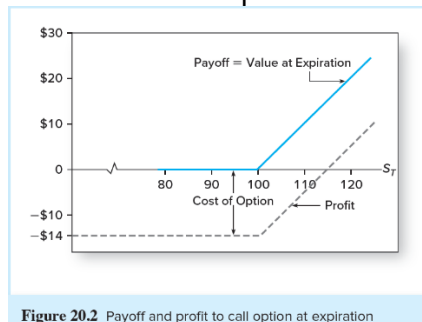 $30
Payoff = Value at Expiration
$20
$10
0
S_T
80 90 100 110 120
Cost of Option
Profit
−$10
−$14
Figure 20.2 Payoff and profit to call option at expiration